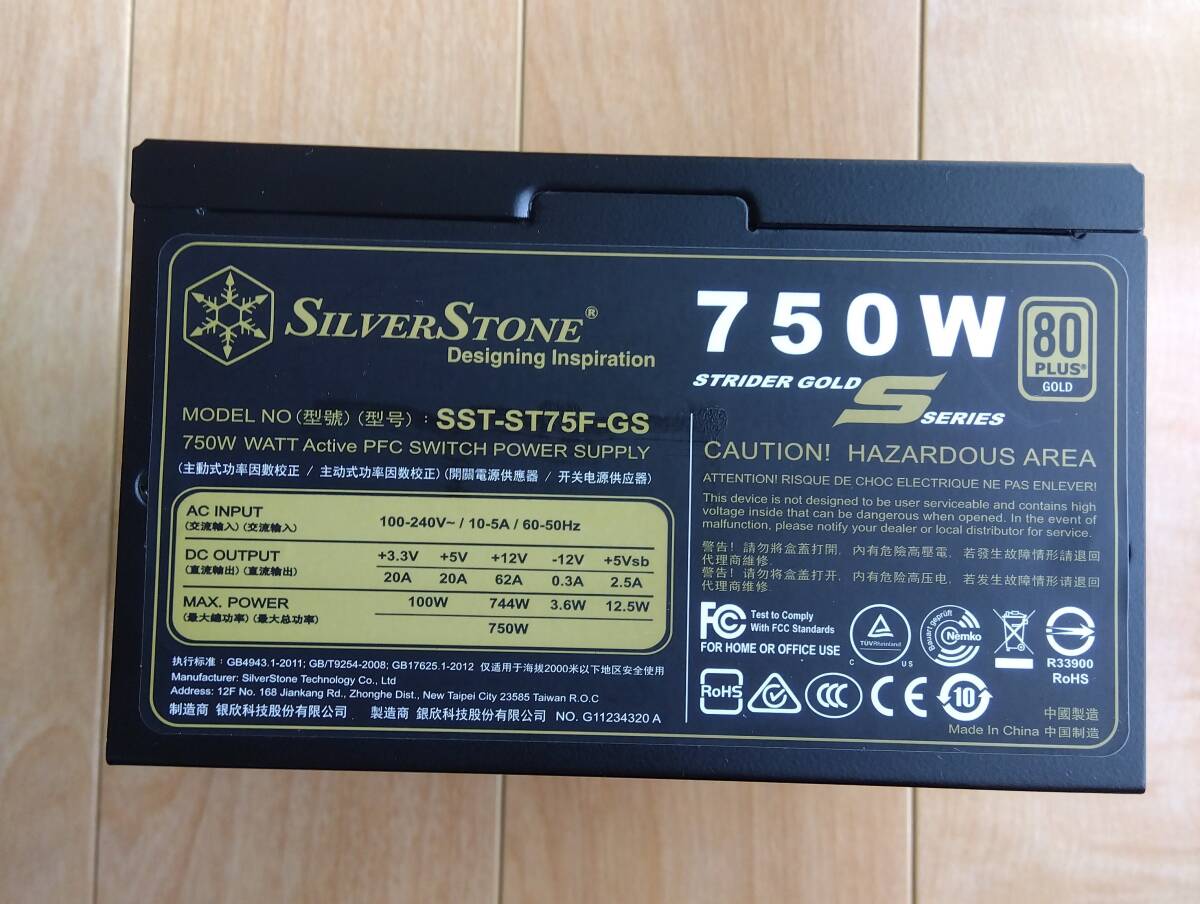 SILVERSTONE®
Designing Inspiration
MODEL NO (型號) (型号) : SST-ST75F-GS
750W WATT Active PFC SWITCH POWER SUPPLY
(主動式功率因數校正 / 主动式功率因数校正) (開關電源供應器 / 开关电源供应器)
AC INPUT
(交流輸入) (交流输入)
100-240V~ / 10-5A / 60-50Hz
DC OUTPUT
(直流輸出) (直流输出)
+3.3V +5V +12V -12V +5Vsb
20A 20A 62A 0.3A 2.5A
MAX. POWER
(最大總功率) (最大总功率)
100W 744W 3.6W 12.5W
750W
执行标准 : GB4943.1-2011; GB/T9254-2008; GB17625.1-2012 仅适用于海拔2000米以下地区安全使用
Manufacturer: SilverStone Technology Co., Ltd
Address: 12F No. 168 Jiankang Rd., Zhonghe Dist., New Taipei City 23585 Taiwan R.O.C
制造商 银欣科技股份有限公司 製造商 銀欣科技股份有限公司 NO. G11234320 A
750W
80
PLUS®
GOLD
STRIDER GOLD S SERIES
CAUTION! HAZARDOUS AREA
ATTENTION! RISQUE DE CHOC ELECTRIQUE NE PAS ENLEVER!
This device is not designed to be user serviceable and contains high
voltage inside that can be dangerous when opened. In the event of
malfunction, please notify your dealer or local distributor for service.
警告! 請勿將盒蓋打開, 內有危險高壓電, 若發生故障情形請退回
代理商維修.
警告! 请勿将盒盖打开, 内有危险高压电, 若发生故障情形请退回
代理商维修.
FC Test to Comply
With FCC Standards
FOR HOME OR OFFICE USE
TÜVRheinland
C US
Bauart geprüft
Nemko
R33900
RoHS
RoHS
CCC
CE
10
中國製造
Made In China 中国制造